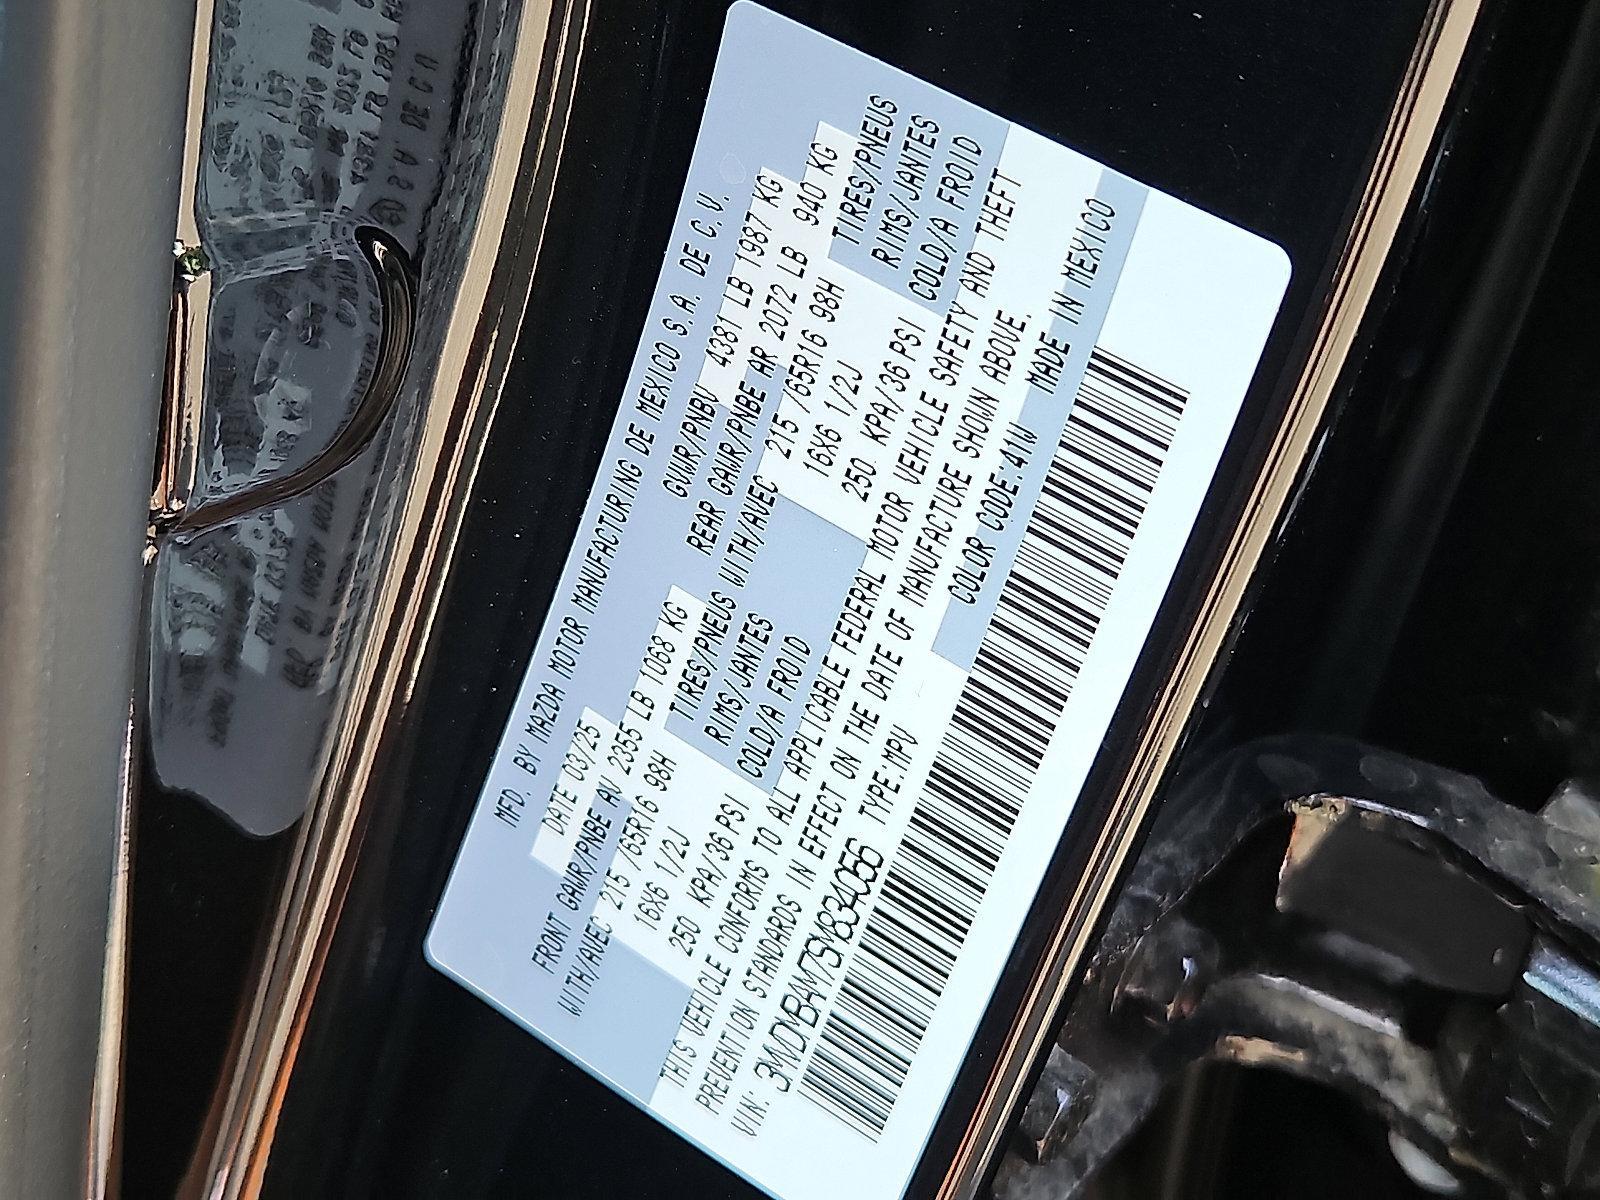 MFD. BY MAZDA MOTOR MANUFACTURING DE MEXICO S.A. DE C.V.
DATE 03/25 GVWR/PNBV 4381 LB 1987 KG
FRONT GAWR/PNBE AV 2355 LB 1068 KG REAR GAWR/PNBE AR 2072 LB 940 KG
WITH/AVEC 215 /65R16 98H TIRES/PNEUS WITH/AVEC 215 /65R16 98H TIRES/PNEUS
16X6 1/2J RIMS/JANTES 16X6 1/2J RIMS/JANTES
250 KPA/36 PSI COLD/A FROID 250 KPA/36 PSI COLD/A FROID
THIS VEHICLE CONFORMS TO ALL APPLICABLE FEDERAL MOTOR VEHICLE SAFETY AND THEFT
PREVENTION STANDARDS IN EFFECT ON THE DATE OF MANUFACTURE SHOWN ABOVE.
VIN: 3MVDMBAM7SM834056 TYPE:MPV COLOR CODE:41W MADE IN MEXICO